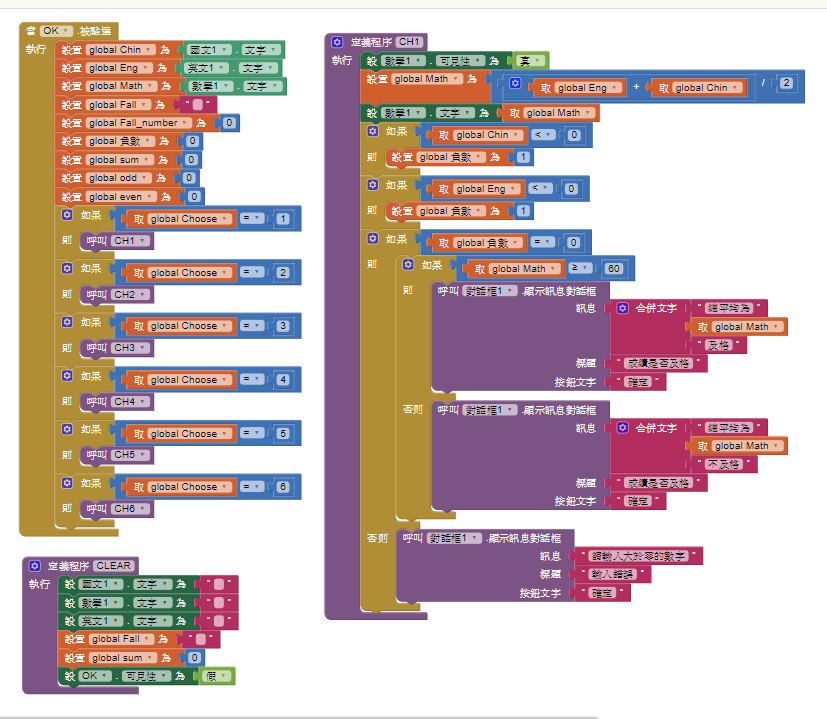 當 OK .被點選
執行 設置 global Chin 為 國文1 . 文字
設置 global Eng 為 英文1 . 文字
設置 global Math 為 數學1 . 文字
設置 global Fall 為 " "
設置 global Fall_number 為 0
設置 global 負數 為 0
設置 global sum 為 0
設置 global odd 為 0
設置 global even 為 0
如果 取 global Choose = 1
則 呼叫 CH1
如果 取 global Choose = 2
則 呼叫 CH2
如果 取 global Choose = 3
則 呼叫 CH3
如果 取 global Choose = 4
則 呼叫 CH4
如果 取 global Choose = 5
則 呼叫 CH5
如果 取 global Choose = 6
則 呼叫 CH6
定義程序 CLEAR
執行 設 國文1 . 文字 為 " "
設 數學1 . 文字 為 " "
設 英文1 . 文字 為 " "
設置 global Fall 為 " "
設置 global sum 為 0
設 OK . 可見性 為 假
定義程序 CH1
執行 設 數學1 . 可見性 為 真
設置 global Math 為 取 global Eng + 取 global Chin / 2
設 數學1 . 文字 為 取 global Math
如果 取 global Chin < 0
則 設置 global 負數 為 1
如果 取 global Eng < 0
則 設置 global 負數 為 1
如果 取 global 負數 = 0
則 如果 取 global Math ≥ 60
則 呼叫 對話框1 .顯示訊息對話框
訊息 合併文字 " 總平均為 "
取 global Math
" 及格 "
標題 " 成績是否及格 "
按鈕文字 " 確定 "
否則 呼叫 對話框1 .顯示訊息對話框
訊息 合併文字 " 總平均為 "
取 global Math
" 不及格 "
標題 " 成績是否及格 "
按鈕文字 " 確定 "
否則 呼叫 對話框1 .顯示訊息對話框
訊息 " 請輸入大於零的數字 "
標題 " 輸入錯誤 "
按鈕文字 " 確定 "